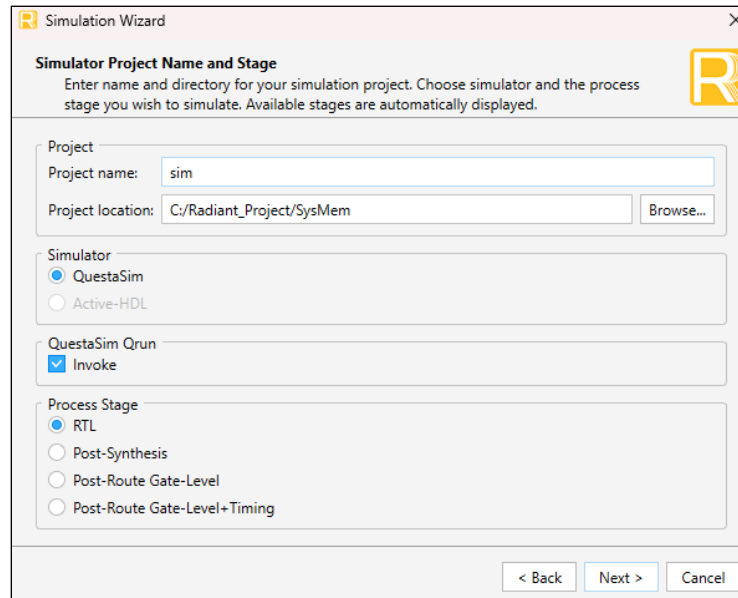 Simulation Wizard
Simulator Project Name and Stage
Enter name and directory for your simulation project. Choose simulator and the process
stage you wish to simulate. Available stages are automatically displayed.
Project
Project name: sim
Project location: C:/Radiant_Project/SysMem Browse...
Simulator
QuestaSim
Active-HDL
QuestaSim Qrun
Invoke
Process Stage
RTL
Post-Synthesis
Post-Route Gate-Level
Post-Route Gate-Level+Timing
< Back Next > Cancel